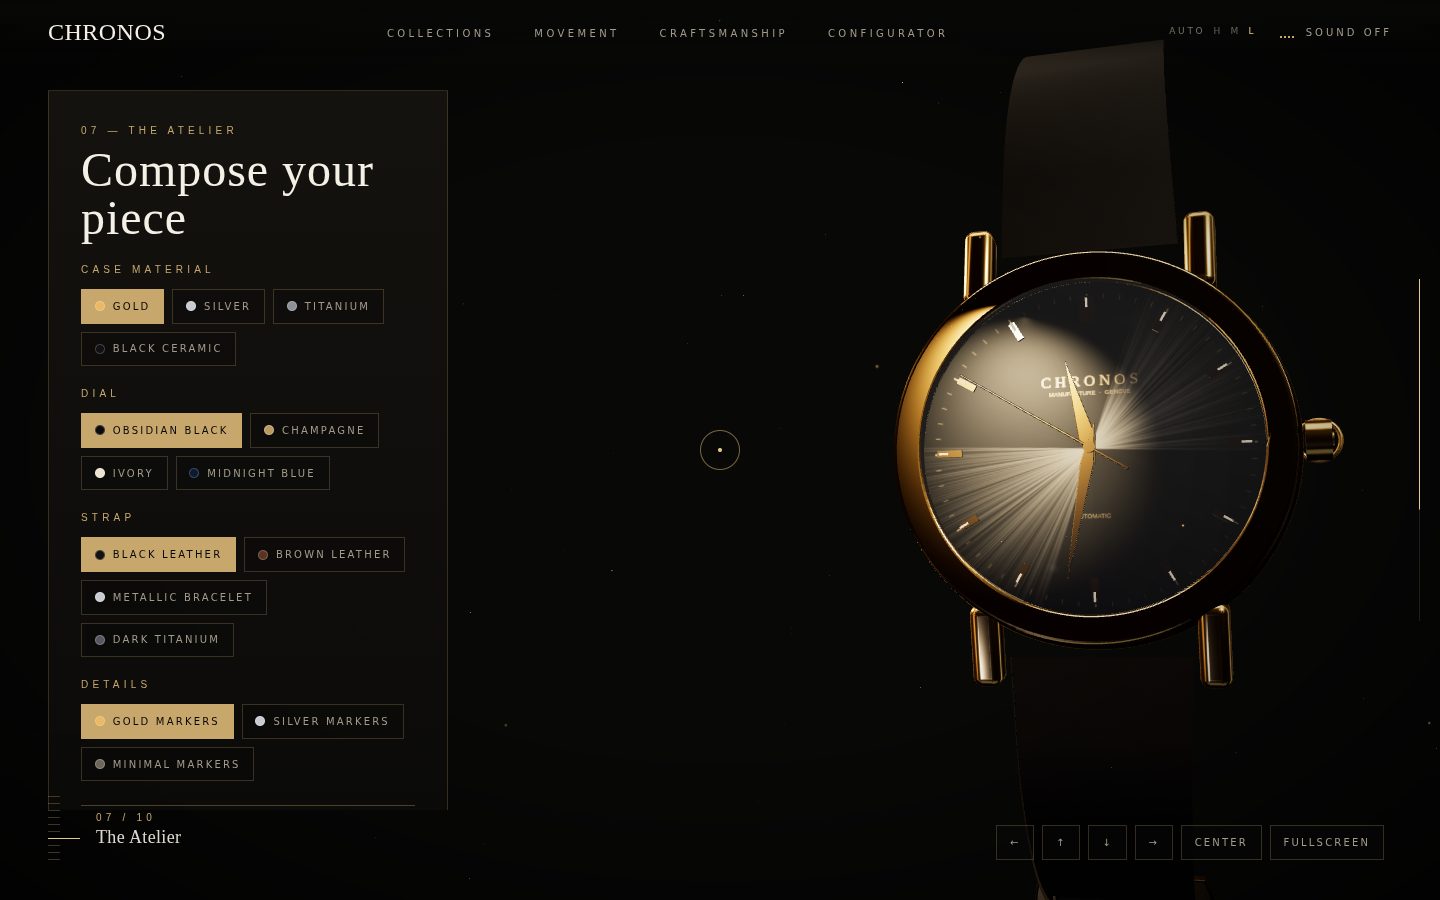 CHRONOS
COLLECTIONS MOVEMENT CRAFTSMANSHIP CONFIGURATOR
AUTO H M L SOUND OFF
07 — THE ATELIER
Compose your
piece
CASE MATERIAL
GOLD SILVER TITANIUM
BLACK CERAMIC
DIAL
OBSIDIAN BLACK CHAMPAGNE
IVORY MIDNIGHT BLUE
STRAP
BLACK LEATHER BROWN LEATHER
METALLIC BRACELET
DARK TITANIUM
DETAILS
GOLD MARKERS SILVER MARKERS
MINIMAL MARKERS
07 / 10
The Atelier
CHRONOS
← ↑ ↓ → CENTER FULLSCREEN